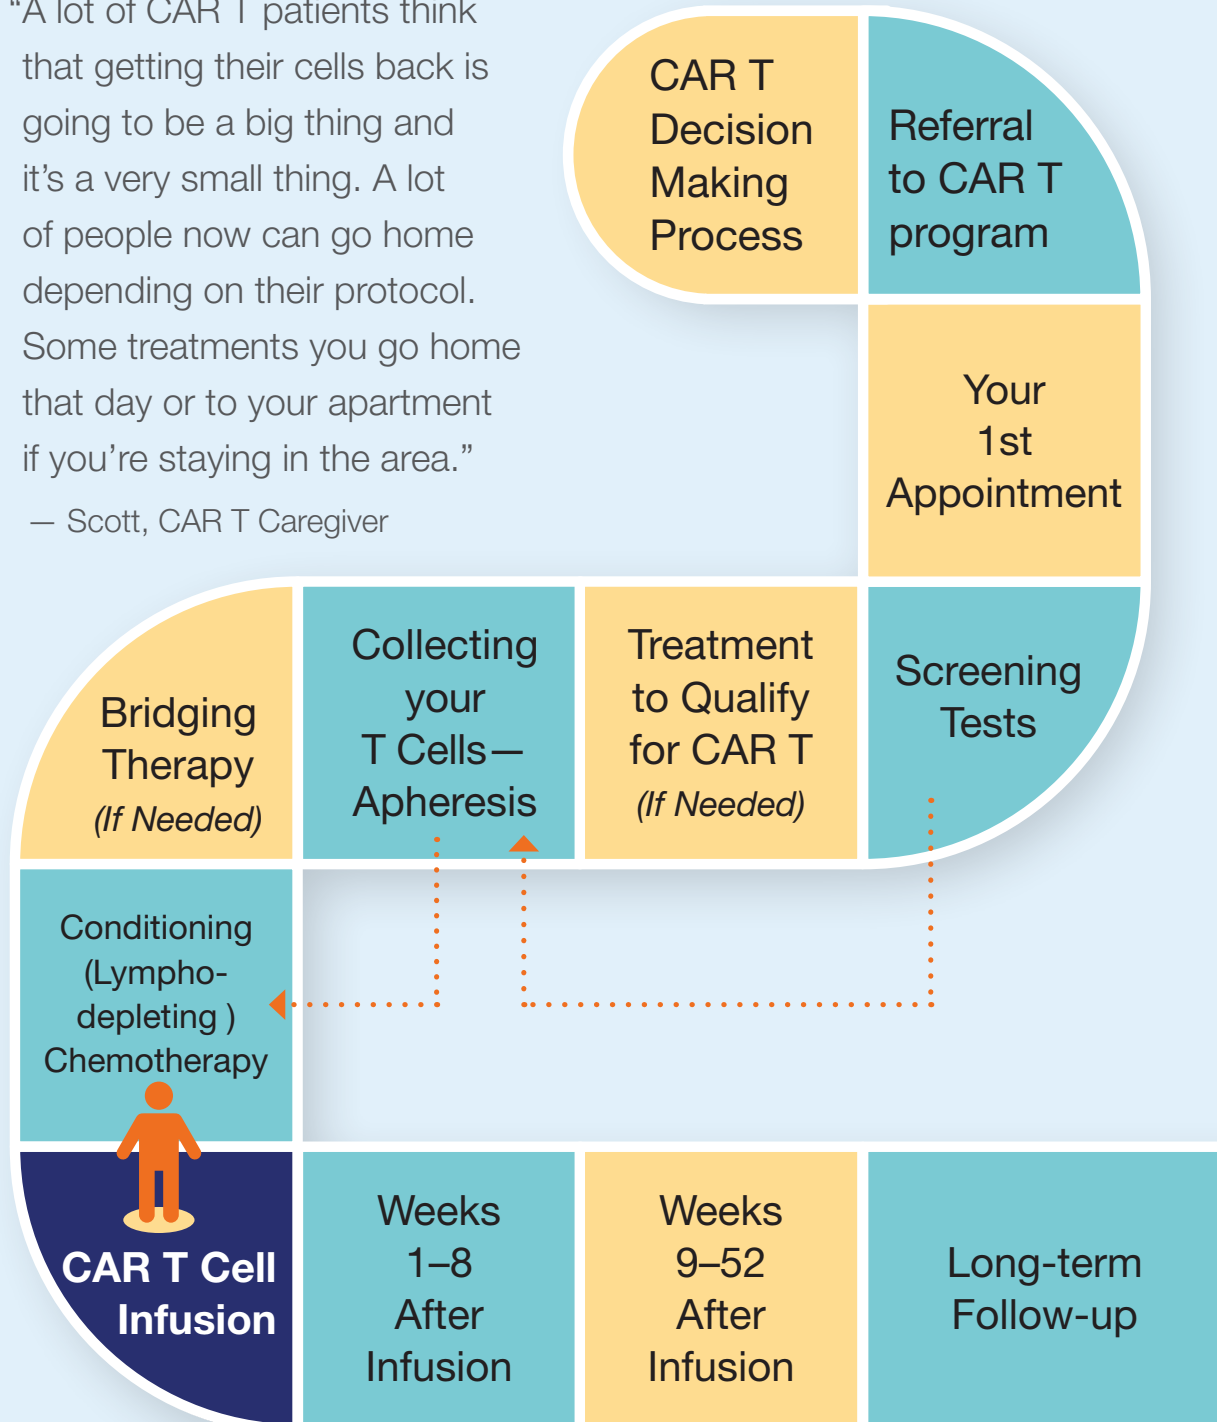 “A lot of CAR T patients think
that getting their cells back is
going to be a big thing and
it’s a very small thing. A lot
of people now can go home
depending on their protocol.
Some treatments you go home
that day or to your apartment
if you’re staying in the area.”
— Scott, CAR T Caregiver
CAR T
Decision
Making
Process
Referral
to CAR T
program
Your
1st
Appointment
Screening
Tests
Treatment
to Qualify
for CAR T
(If Needed)
Collecting
your
T Cells—
Apheresis
Bridging
Therapy
(If Needed)
Conditioning
(Lympho-
depleting )
Chemotherapy
CAR T Cell
Infusion
Weeks
1–8
After
Infusion
Weeks
9–52
After
Infusion
Long-term
Follow-up